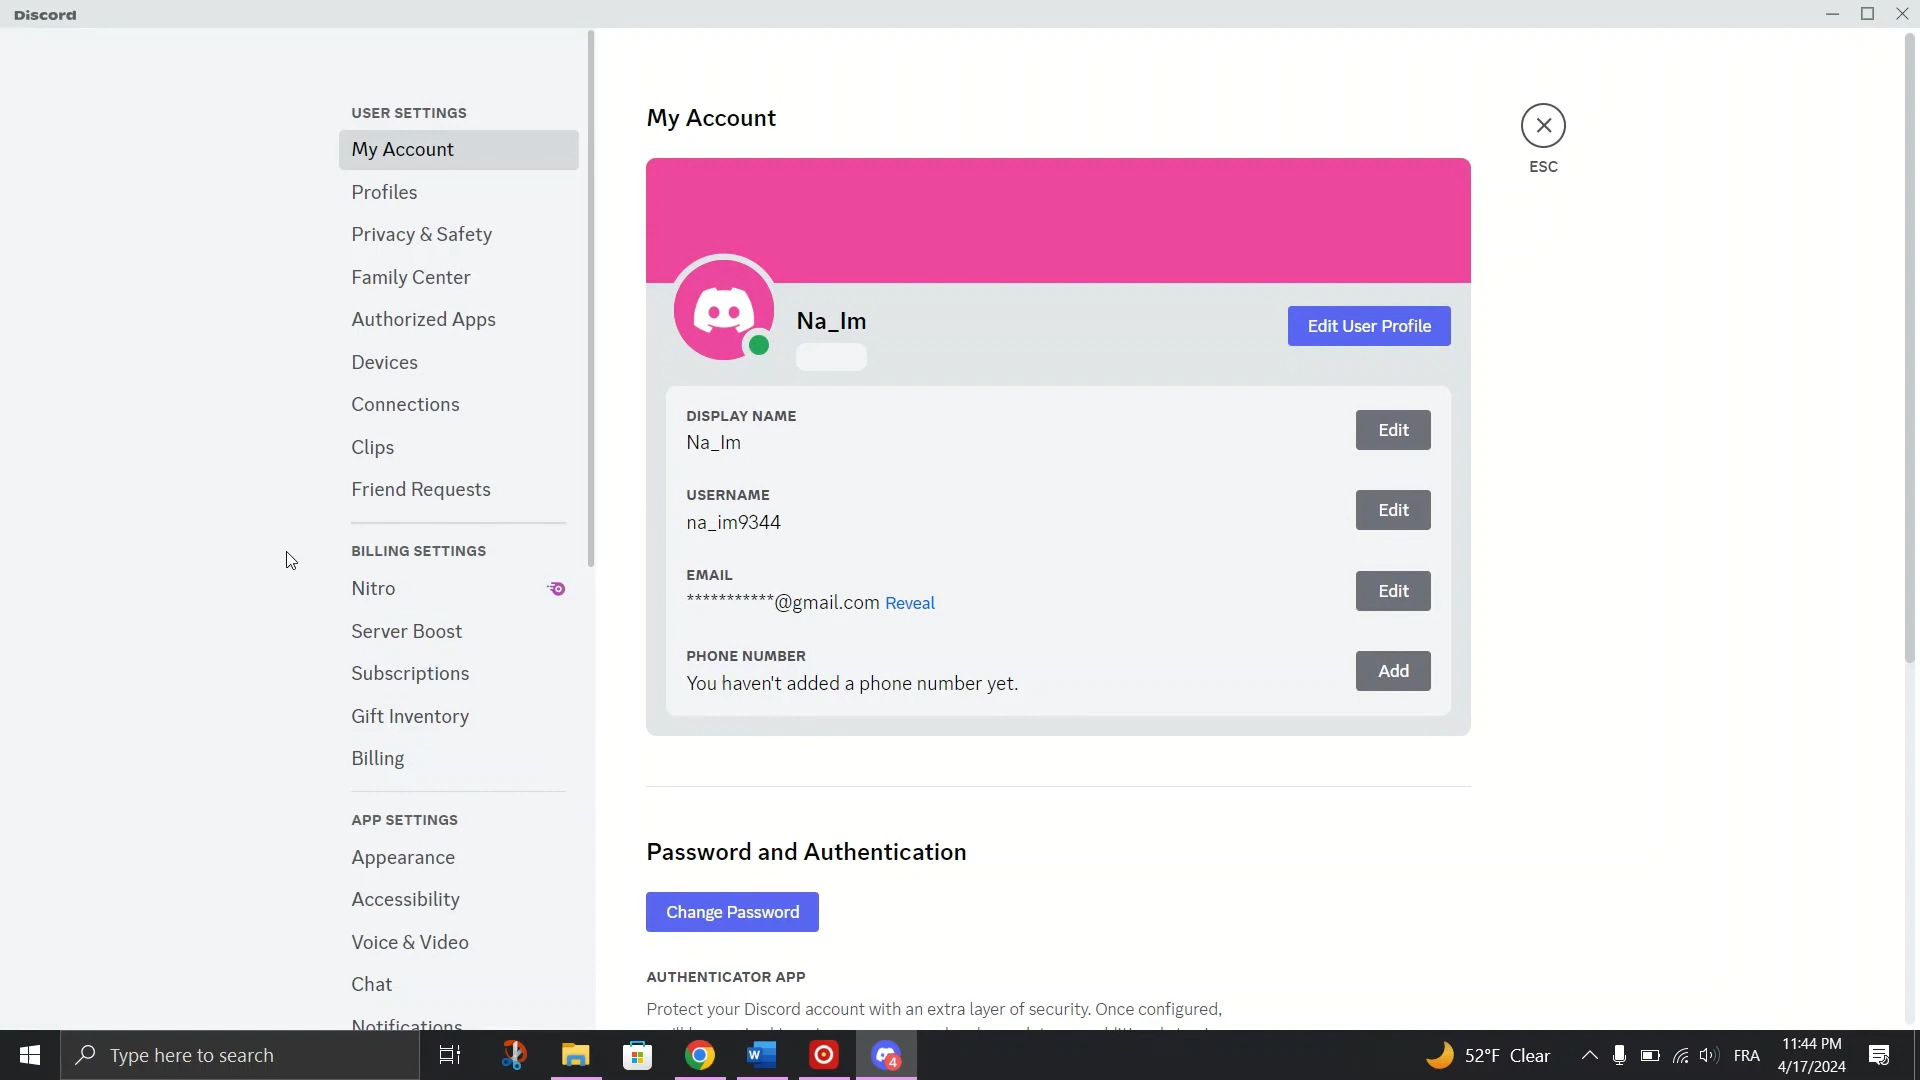 Discord
USER SETTINGS
My Account
Profiles
Privacy & Safety
Family Center
Authorized Apps
Devices
Connections
Clips
Friend Requests
BILLING SETTINGS
Nitro
Server Boost
Subscriptions
Gift Inventory
Billing
APP SETTINGS
Appearance
Accessibility
Voice & Video
Chat
Notifications
My Account
ESC
Na_Im
Edit User Profile
DISPLAY NAME
Na_Im
Edit
USERNAME
na_im9344
Edit
EMAIL
***********@gmail.com Reveal
Edit
PHONE NUMBER
You haven't added a phone number yet.
Add
Password and Authentication
Change Password
AUTHENTICATOR APP
Protect your Discord account with an extra layer of security. Once configured,
Type here to search
W
4
52°F Clear
FRA
11:44 PM
4/17/2024